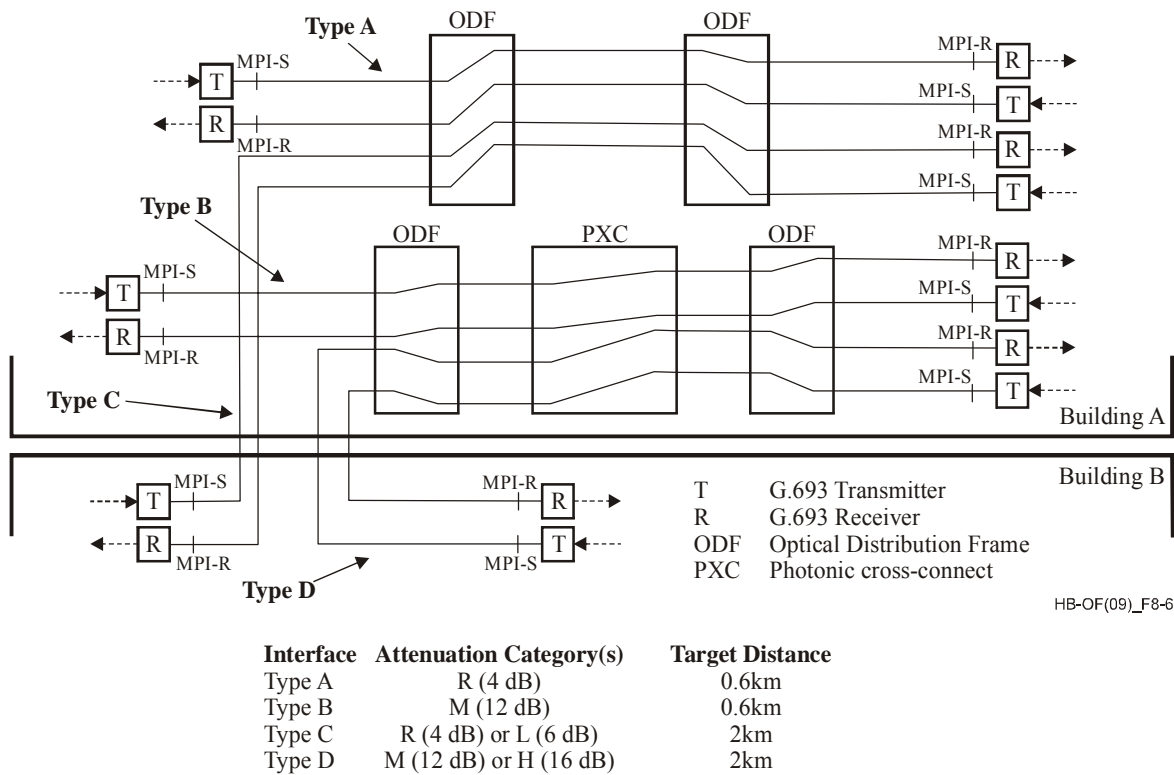 ODF ODF
Type A
MPI-S T
R MPI-R
MPI-R R
MPI-S T
MPI-R R
MPI-S T
Type B
ODF PXC ODF
MPI-S T
R MPI-R
MPI-R R
MPI-S T
MPI-R R
MPI-S T
Type C
Building A
Building B
MPI-S T
R MPI-R
MPI-R R
MPI-S T
Type D
T G.693 Transmitter
R G.693 Receiver
ODF Optical Distribution Frame
PXC Photonic cross-connect
HB-OF(09)_F8-6
Interface Attenuation Category(s) Target Distance
Type A R (4 dB) 0.6km
Type B M (12 dB) 0.6km
Type C R (4 dB) or L (6 dB) 2km
Type D M (12 dB) or H (16 dB) 2km